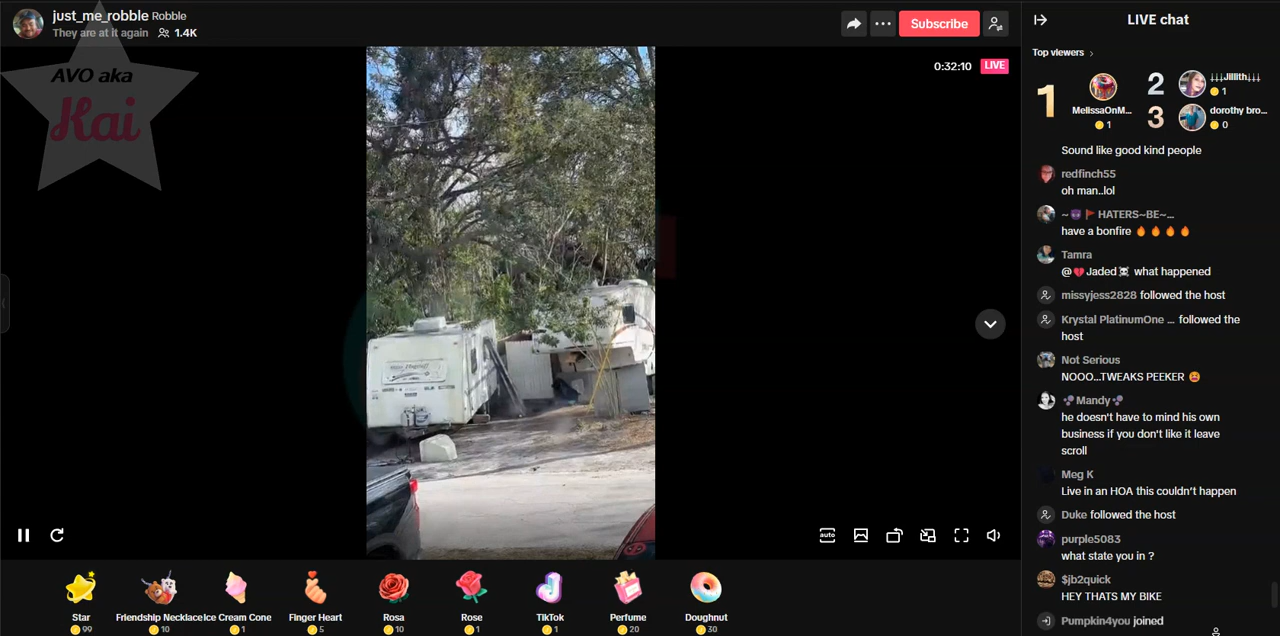 just_me_robble Robble
They are at it again 1.4K
Subscribe
AVO aka
Kai
0:32:10 LIVE
auto
Star
99
Friendship Necklace
10
Ice Cream Cone
1
Finger Heart
5
Rosa
10
Rose
1
TikTok
1
Perfume
20
Doughnut
30
LIVE chat
Top viewers
1
MelissaOnM...
1
2
↓↓↓Jillith↓↓↓
1
3
dorothy bro...
0
Sound like good kind people
redfinch55
oh man..lol
~😈🚩HATERS~BE~...
have a bonfire 🔥 🔥 🔥 🔥
Tamra
@💔Jaded☠ what happened
missyjess2828 followed the host
Krystal PlatinumOne ... followed the
host
Not Serious
NOOO...TWEAKS PEEKER
Mandy
he doesn't have to mind his own
business if you don't like it leave
scroll
Meg K
Live in an HOA this couldn't happen
Duke followed the host
purple5083
what state you in ?
$jb2quick
HEY THATS MY BIKE
Pumpkin4you joined